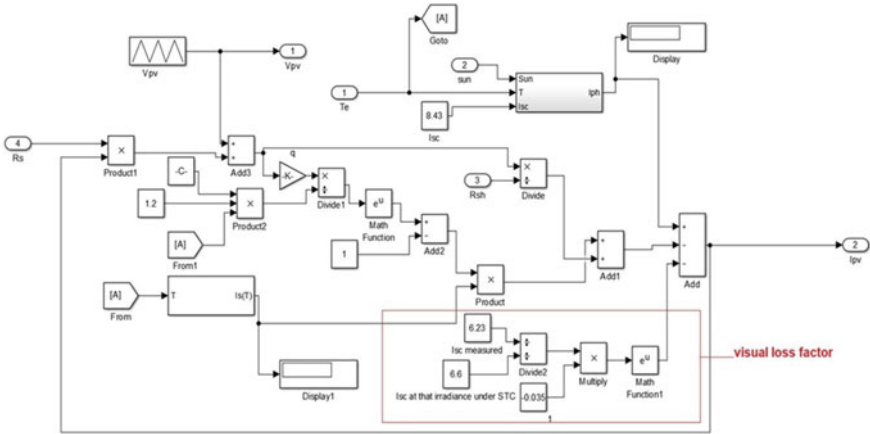 [A]
Goto
Display
Vpv
1
Vpv
2
sun
Sun
T
Isc
Iph
1
Te
8.43
Isc
4
Rs
×
Product1
+
+
Add3
q
-K-
×
÷
Divide1
3
Rsh
×
÷
Divide
-C-
1.2
×
Product2
[A]
From1
e^u
Math
Function
1
+
−
Add2
×
Product
+
+
Add1
+
−
−
Add
2
Ipv
[A]
From
T
Is(T)
Display1
6.23
Isc measured
6.6
Isc at that irradiance under STC
Divide2
-0.035
1
×
Multiply
e^u
Math
Function1
visual loss factor